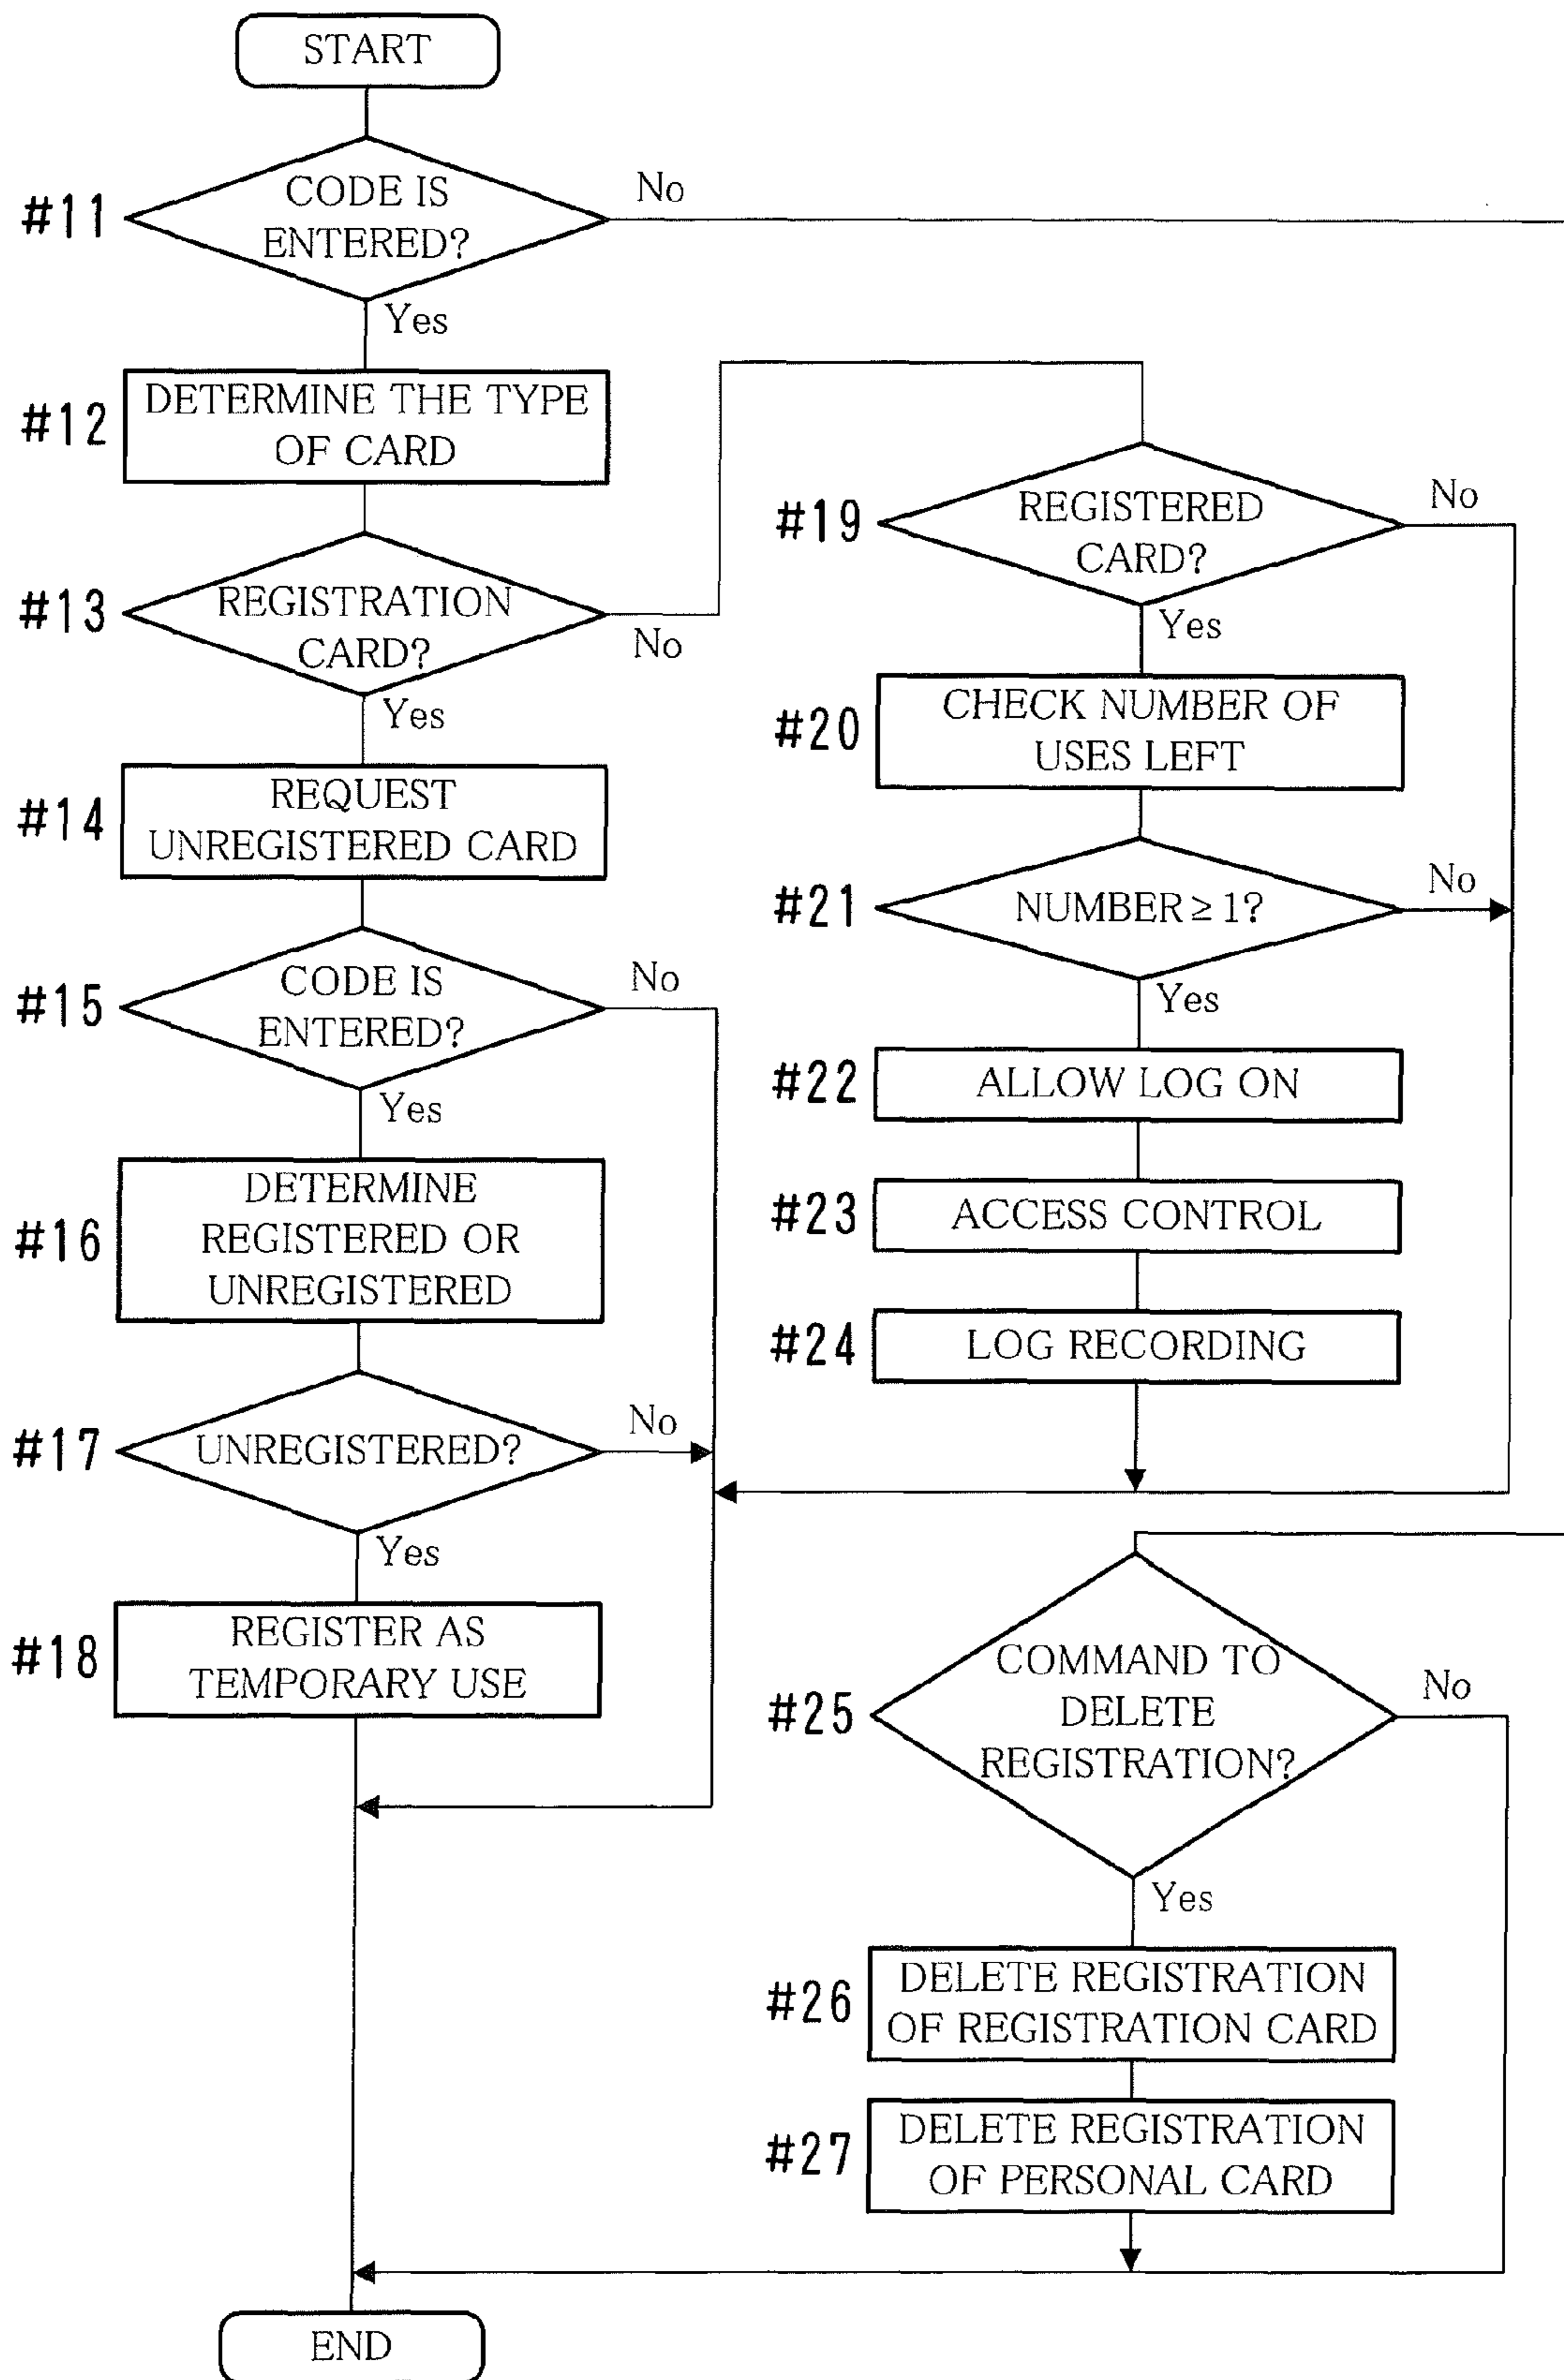 START
#11
CODE IS
ENTERED?
No
Yes
#12
DETERMINE THE TYPE
OF CARD
#13
REGISTRATION
CARD?
No
Yes
#14
REQUEST
UNREGISTERED CARD
#15
CODE IS
ENTERED?
No
Yes
#16
DETERMINE
REGISTERED OR
UNREGISTERED
#17
UNREGISTERED?
No
Yes
#18
REGISTER AS
TEMPORARY USE
#19
REGISTERED
CARD?
No
Yes
#20
CHECK NUMBER OF
USES LEFT
#21
NUMBER ≥ 1?
No
Yes
#22
ALLOW LOG ON
#23
ACCESS CONTROL
#24
LOG RECORDING
#25
COMMAND TO
DELETE
REGISTRATION?
No
Yes
#26
DELETE REGISTRATION
OF REGISTRATION CARD
#27
DELETE REGISTRATION
OF PERSONAL CARD
END